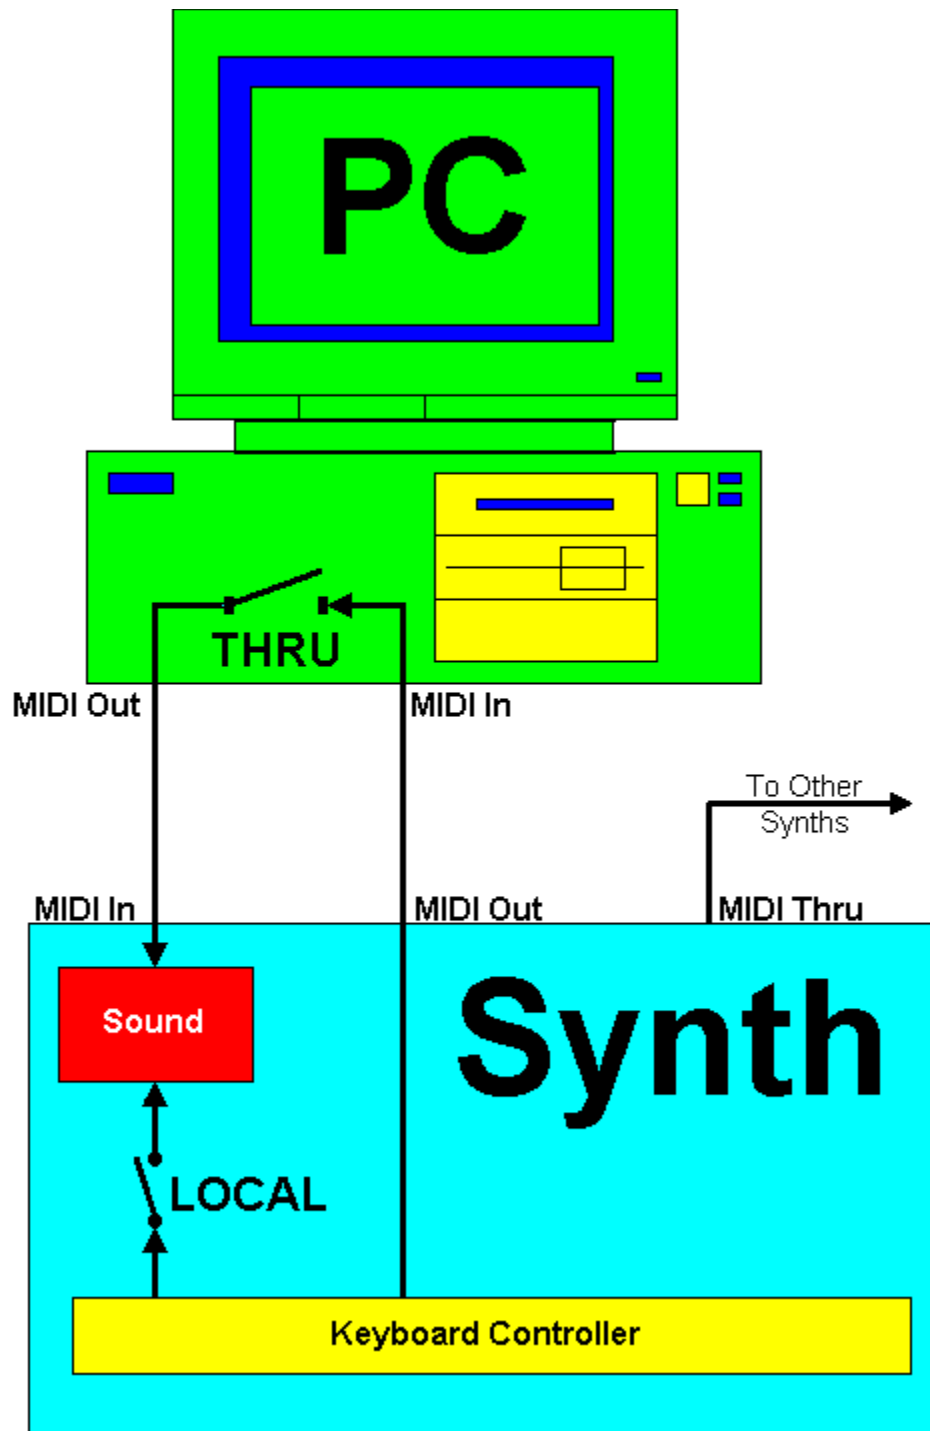 PC
THRU
MIDI Out
MIDI In
To Other
Synths
MIDI In
MIDI Out
MIDI Thru
Sound
Synth
LOCAL
Keyboard Controller